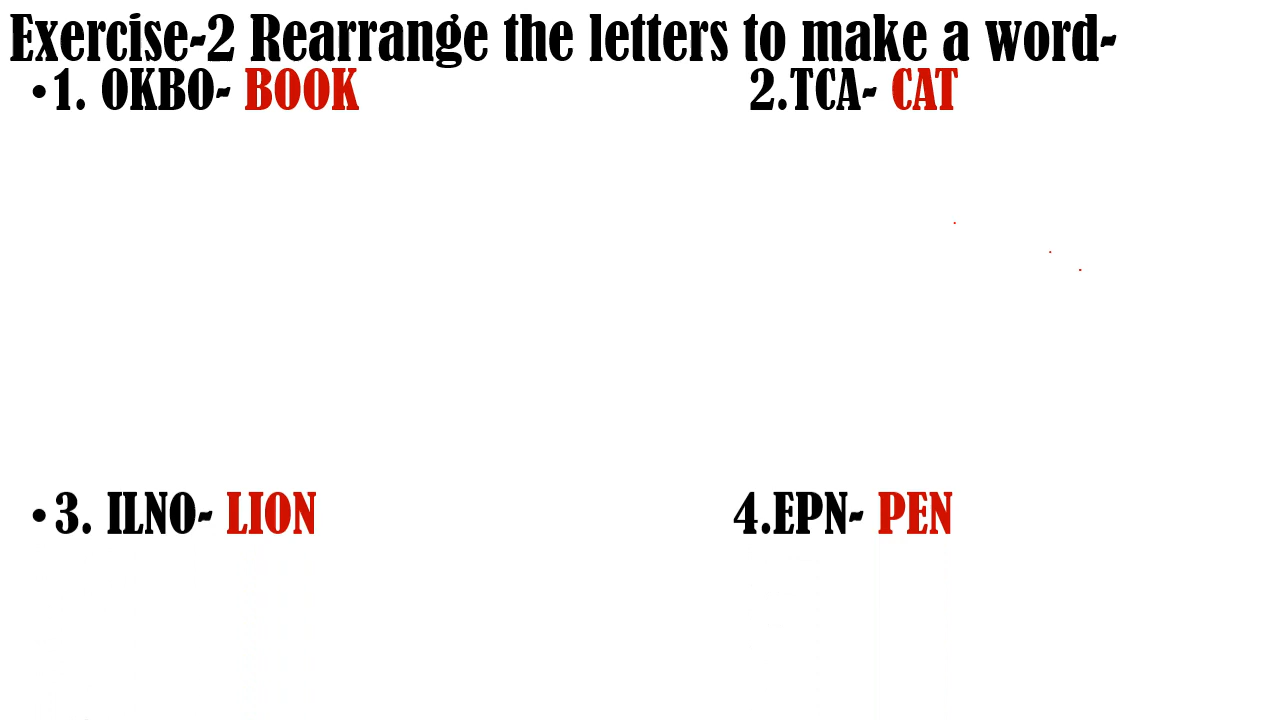 Exercise-2 Rearrange the letters to make a word-
•1. OKBO- BOOK 2.TCA- CAT
•3. ILNO- LION 4.EPN- PEN